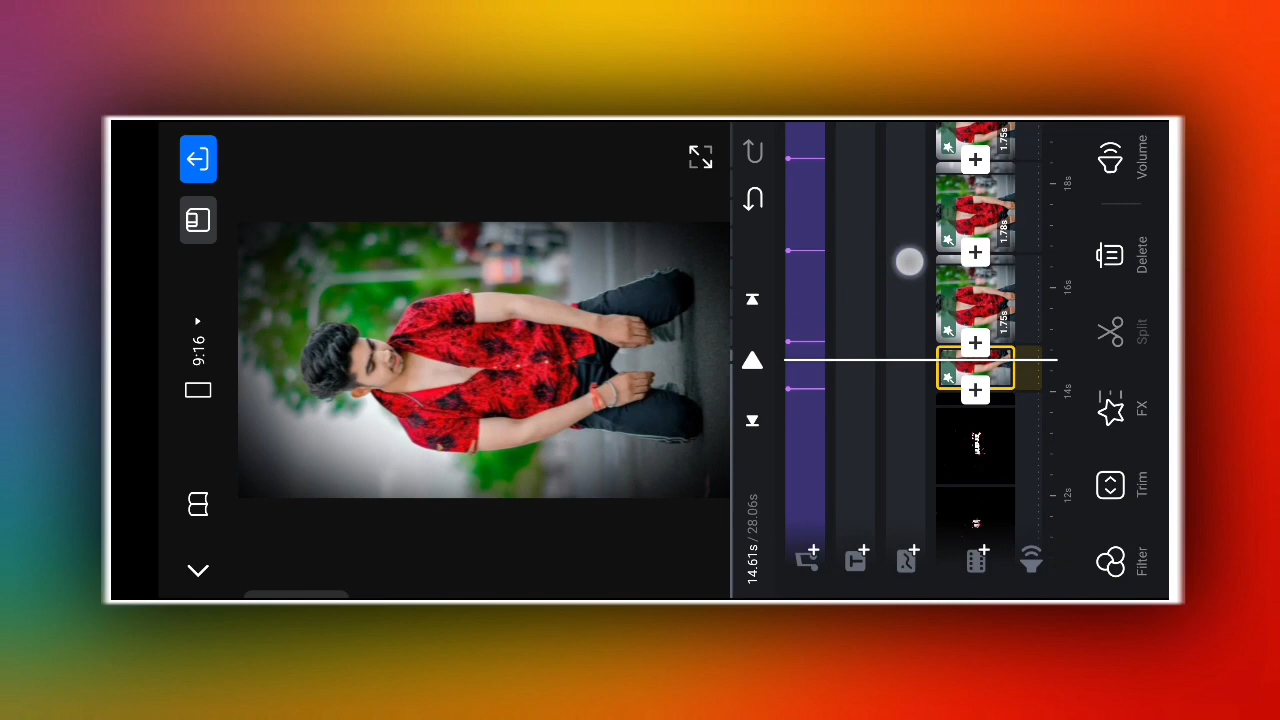 9:16
14.61s / 28.06s
1.75s
1.78s
1.75s
18s
16s
14s
12s
Volume
Delete
Split
FX
Trim
Filter